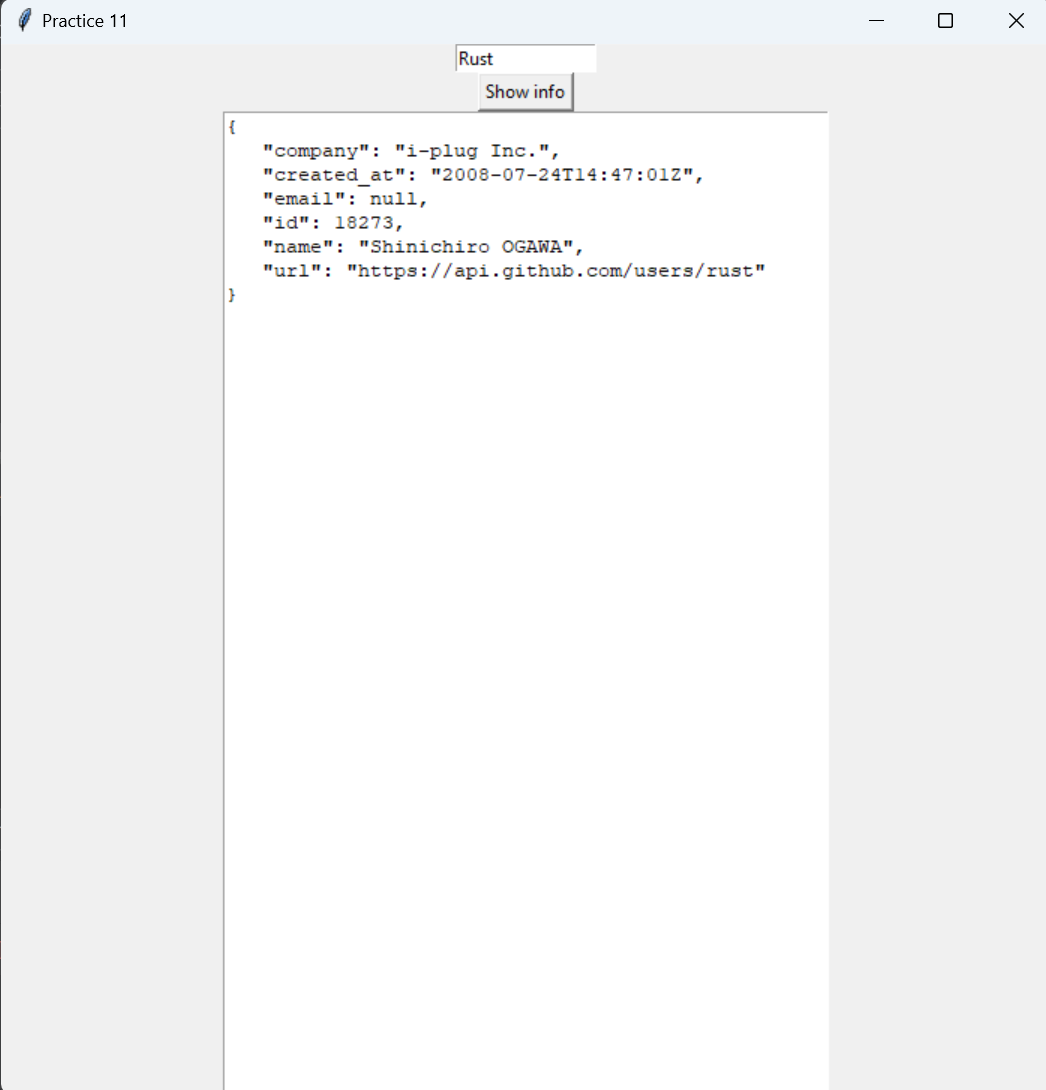 Practice 11
Rust
Show info
{
   "company": "i-plug Inc.",
   "created_at": "2008-07-24T14:47:01Z",
   "email": null,
   "id": 18273,
   "name": "Shinichiro OGAWA",
   "url": "https://api.github.com/users/rust"
}